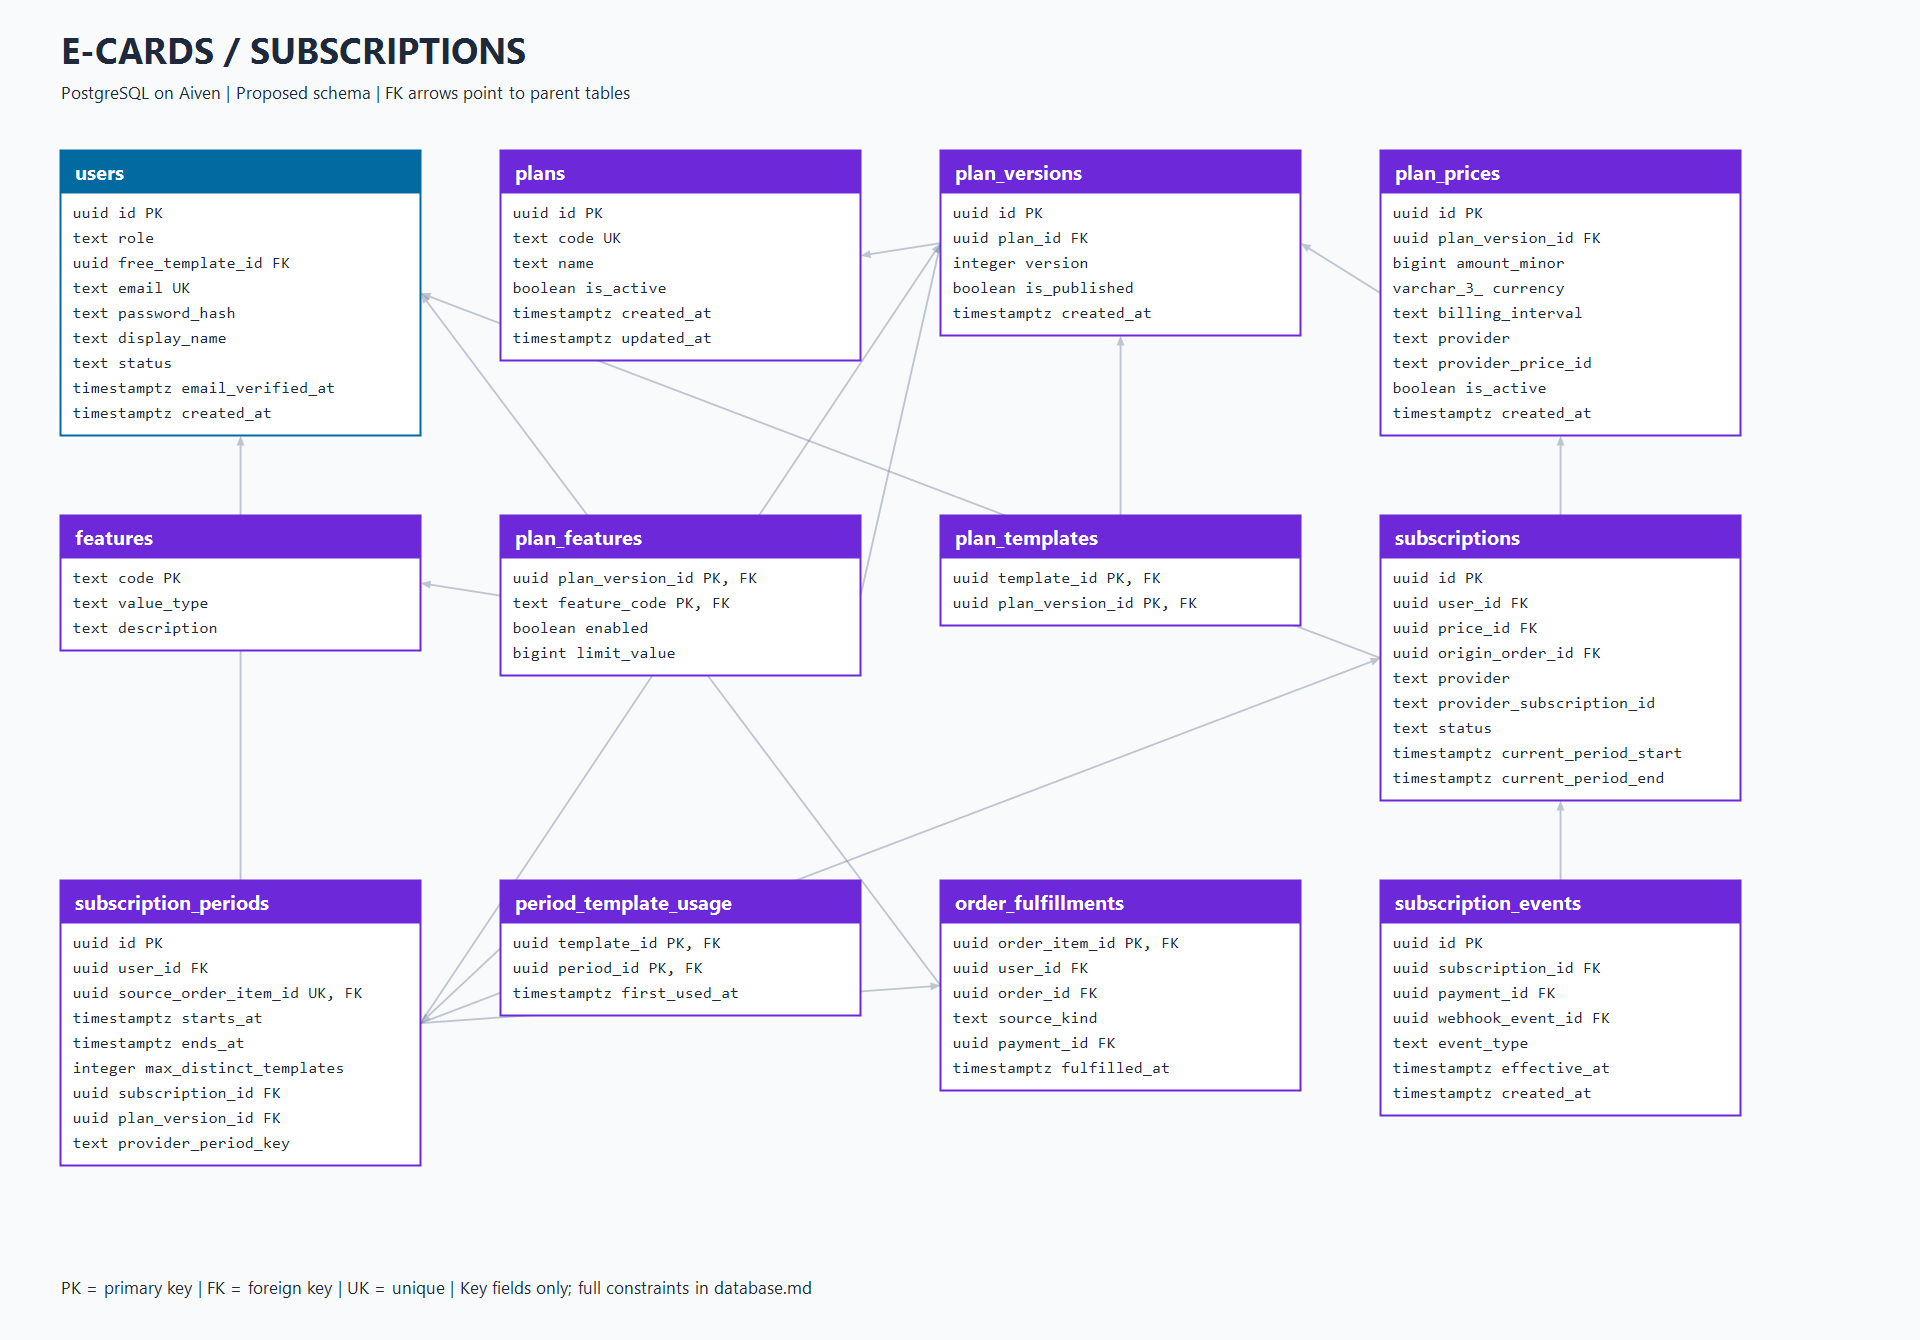 E-CARDS / SUBSCRIPTIONS
PostgreSQL on Aiven | Proposed schema | FK arrows point to parent tables
users
uuid id PK
text role
uuid free_template_id FK
text email UK
text password_hash
text display_name
text status
timestamptz email_verified_at
timestamptz created_at
plans
uuid id PK
text code UK
text name
boolean is_active
timestamptz created_at
timestamptz updated_at
plan_versions
uuid id PK
uuid plan_id FK
integer version
boolean is_published
timestamptz created_at
plan_prices
uuid id PK
uuid plan_version_id FK
bigint amount_minor
varchar_3_ currency
text billing_interval
text provider
text provider_price_id
boolean is_active
timestamptz created_at
features
text code PK
text value_type
text description
plan_features
uuid plan_version_id PK, FK
text feature_code PK, FK
boolean enabled
bigint limit_value
plan_templates
uuid template_id PK, FK
uuid plan_version_id PK, FK
subscriptions
uuid id PK
uuid user_id FK
uuid price_id FK
uuid origin_order_id FK
text provider
text provider_subscription_id
text status
timestamptz current_period_start
timestamptz current_period_end
subscription_periods
uuid id PK
uuid user_id FK
uuid source_order_item_id UK, FK
timestamptz starts_at
timestamptz ends_at
integer max_distinct_templates
uuid subscription_id FK
uuid plan_version_id FK
text provider_period_key
period_template_usage
uuid template_id PK, FK
uuid period_id PK, FK
timestamptz first_used_at
order_fulfillments
uuid order_item_id PK, FK
uuid user_id FK
uuid order_id FK
text source_kind
uuid payment_id FK
timestamptz fulfilled_at
subscription_events
uuid id PK
uuid subscription_id FK
uuid payment_id FK
uuid webhook_event_id FK
text event_type
timestamptz effective_at
timestamptz created_at
PK = primary key | FK = foreign key | UK = unique | Key fields only; full constraints in database.md